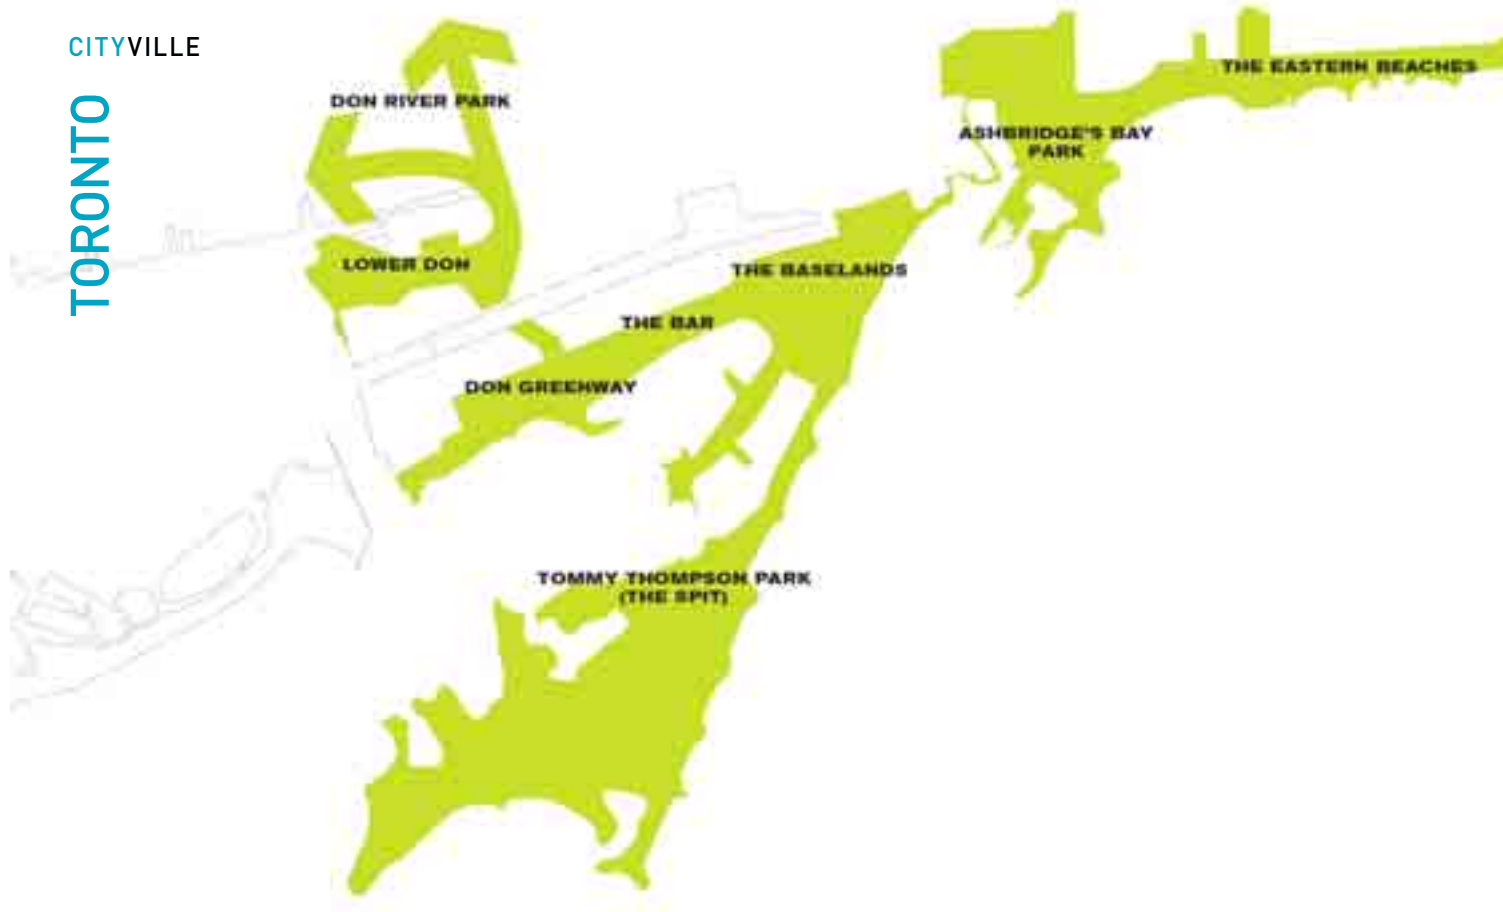 CITYVILLE
TORONTO
DON RIVER PARK
THE EASTERN BEACHES
ASHBRIDGE'S BAY
PARK
LOWER DON
THE BASELANDS
THE BAR
DON GREENWAY
TOMMY THOMPSON PARK
(THE SPIT)